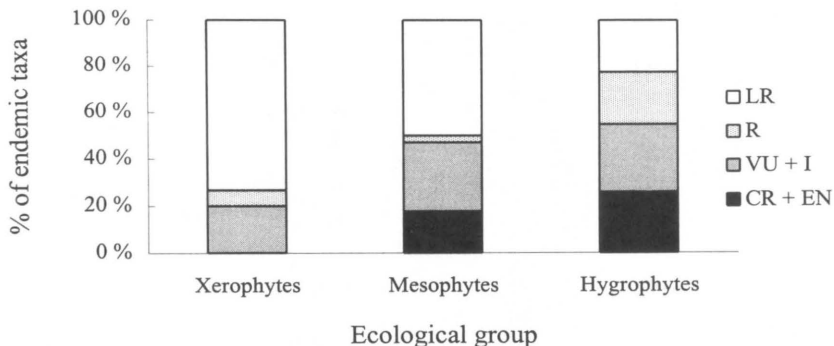 100 %
80 %
60 %
40 %
20 %
0 %
% of endemic taxa
Xerophytes
Mesophytes
Hygrophytes
Ecological group
LR
R
VU + I
CR + EN